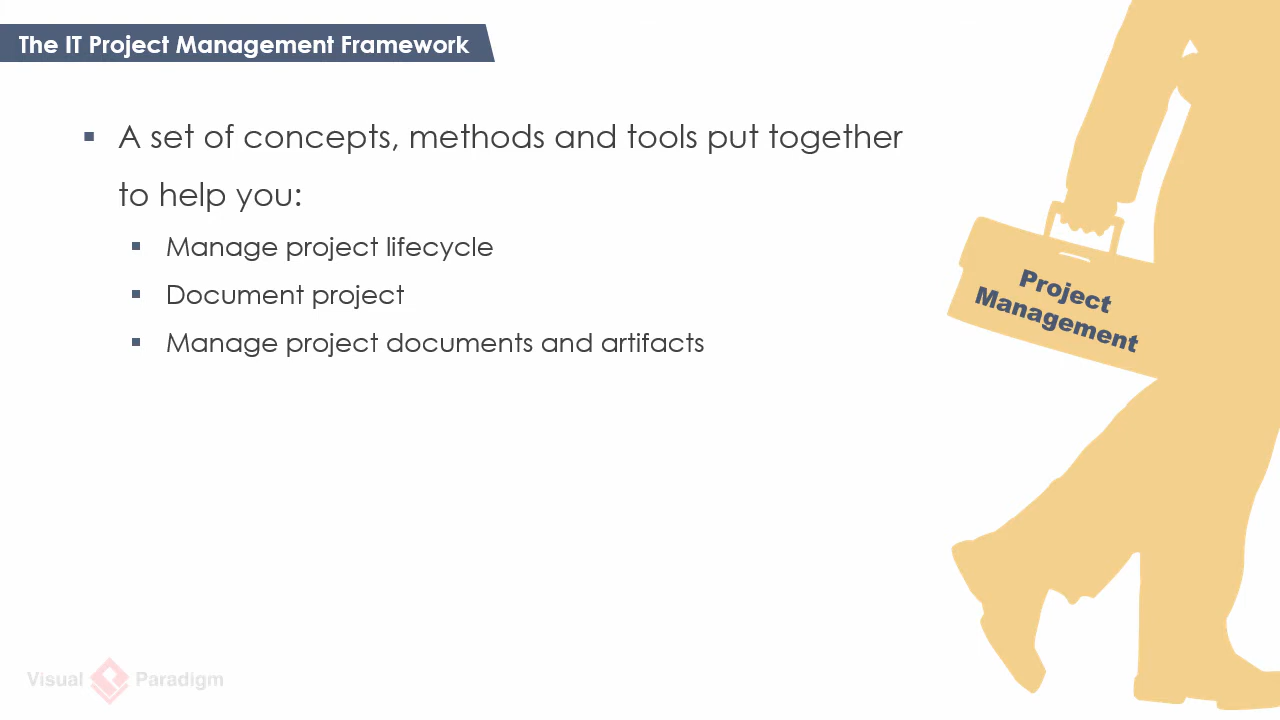 The IT Project Management Framework
A set of concepts, methods and tools put together
to help you:
Manage project lifecycle
Document project
Manage project documents and artifacts
Project
Management
Visual Paradigm